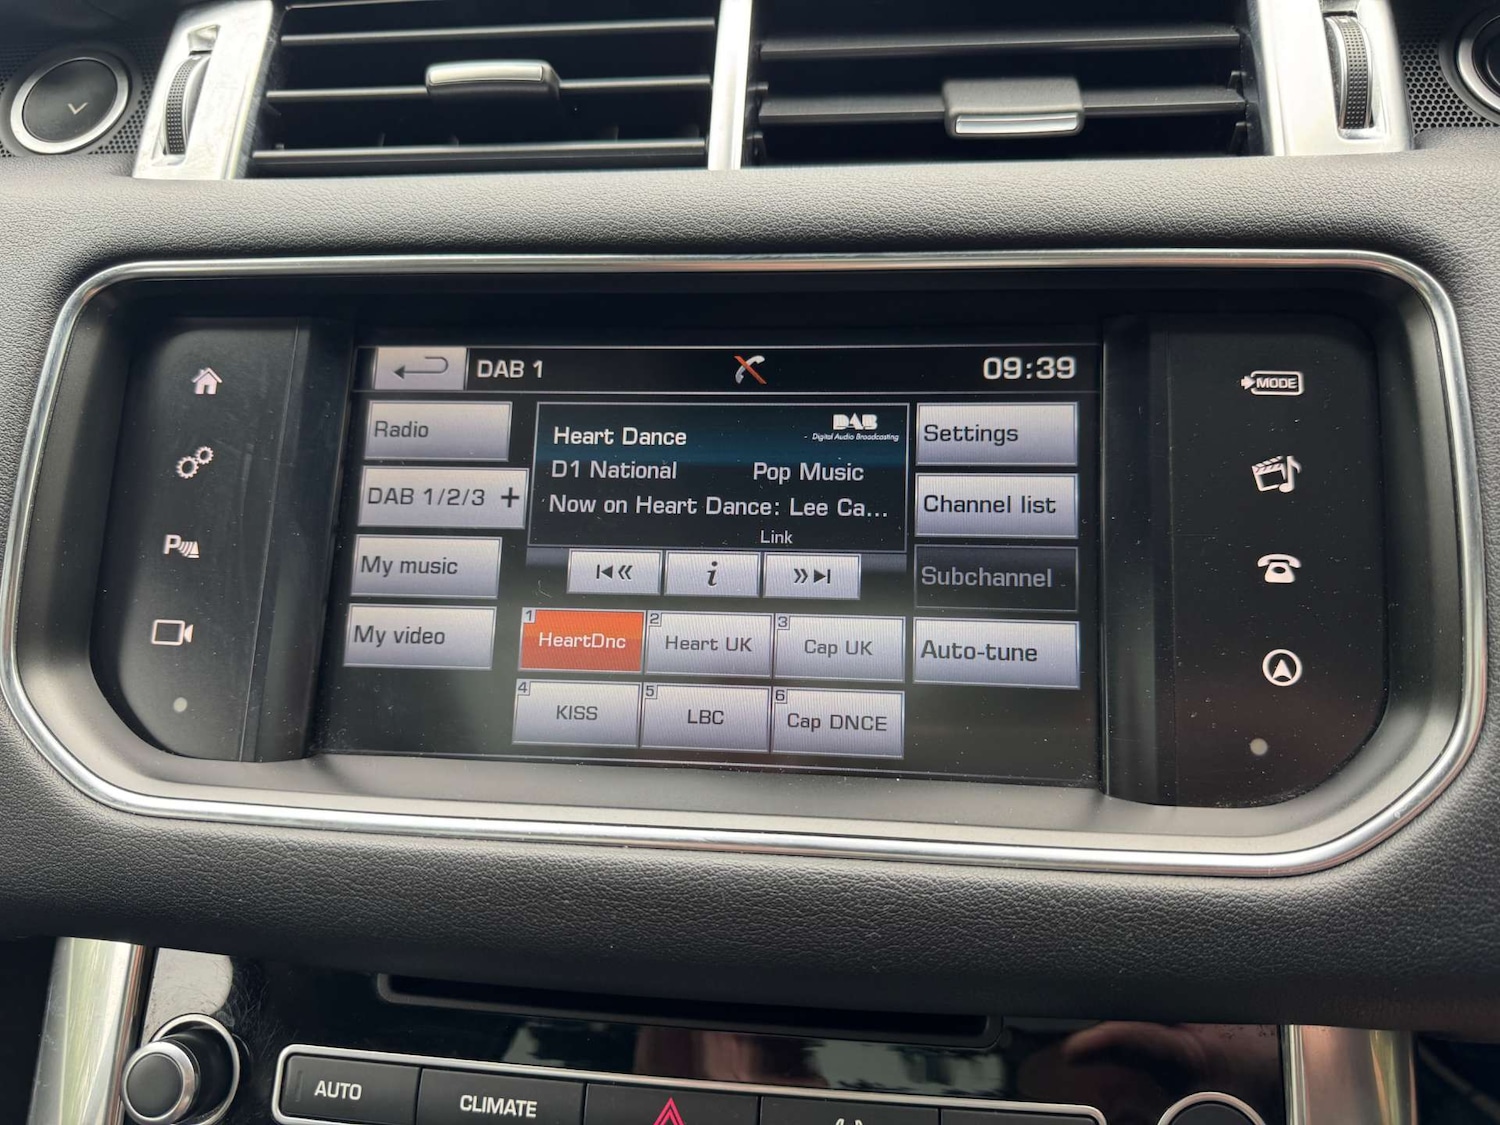 DAB 1
09:39
MODE
Radio
Heart Dance
DAB
Digital Audio Broadcasting
Settings
DAB 1/2/3 +
D1 National
Pop Music
Now on Heart Dance: Lee Ca...
Channel list
Link
My music
i
Subchannel
P
My video
1
HeartDnc
2
Heart UK
3
Cap UK
Auto-tune
4
KISS
5
LBC
6
Cap DNCE
AUTO
CLIMATE